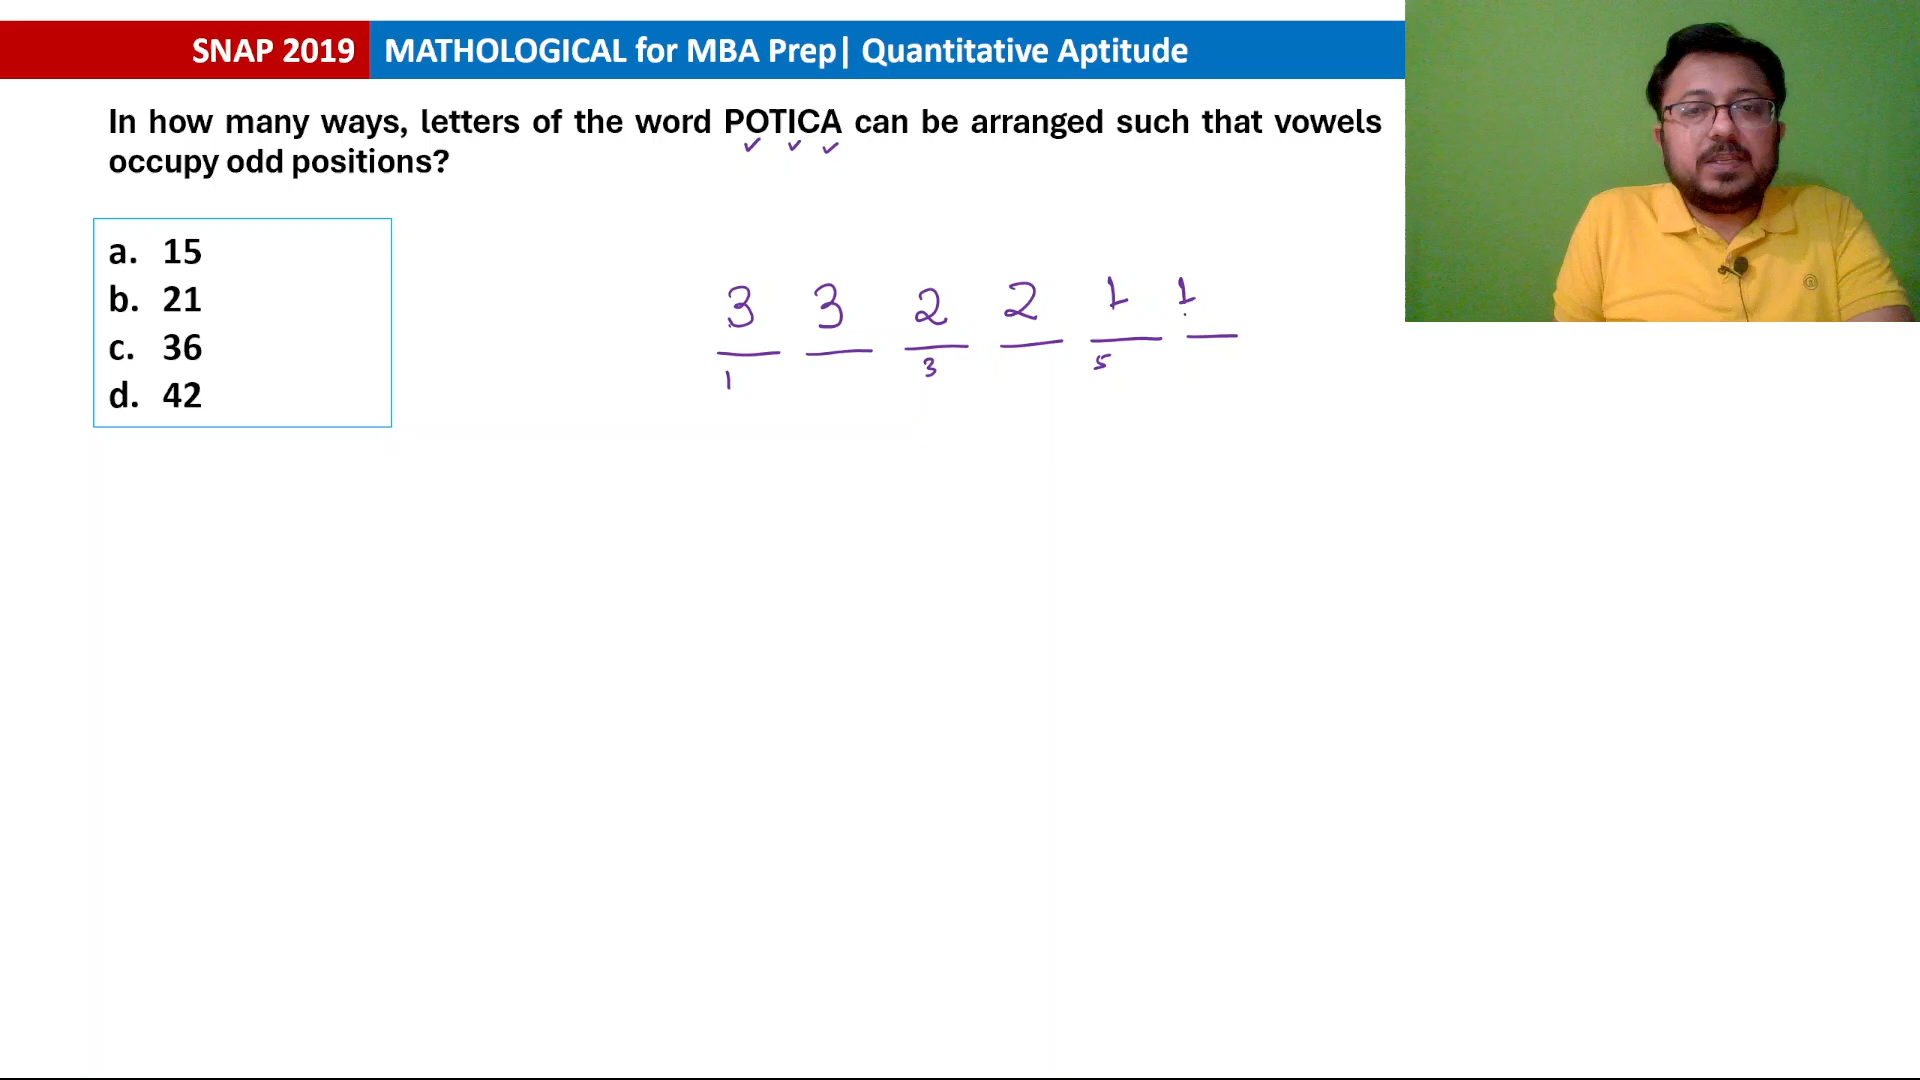 SNAP 2019 MATHOLOGICAL for MBA Prep| Quantitative Aptitude
In how many ways, letters of the word POTICA can be arranged such that vowels
occupy odd positions?
a. 15
b. 21
c. 36
d. 42
3 3 2 2 1 1
1 3 5